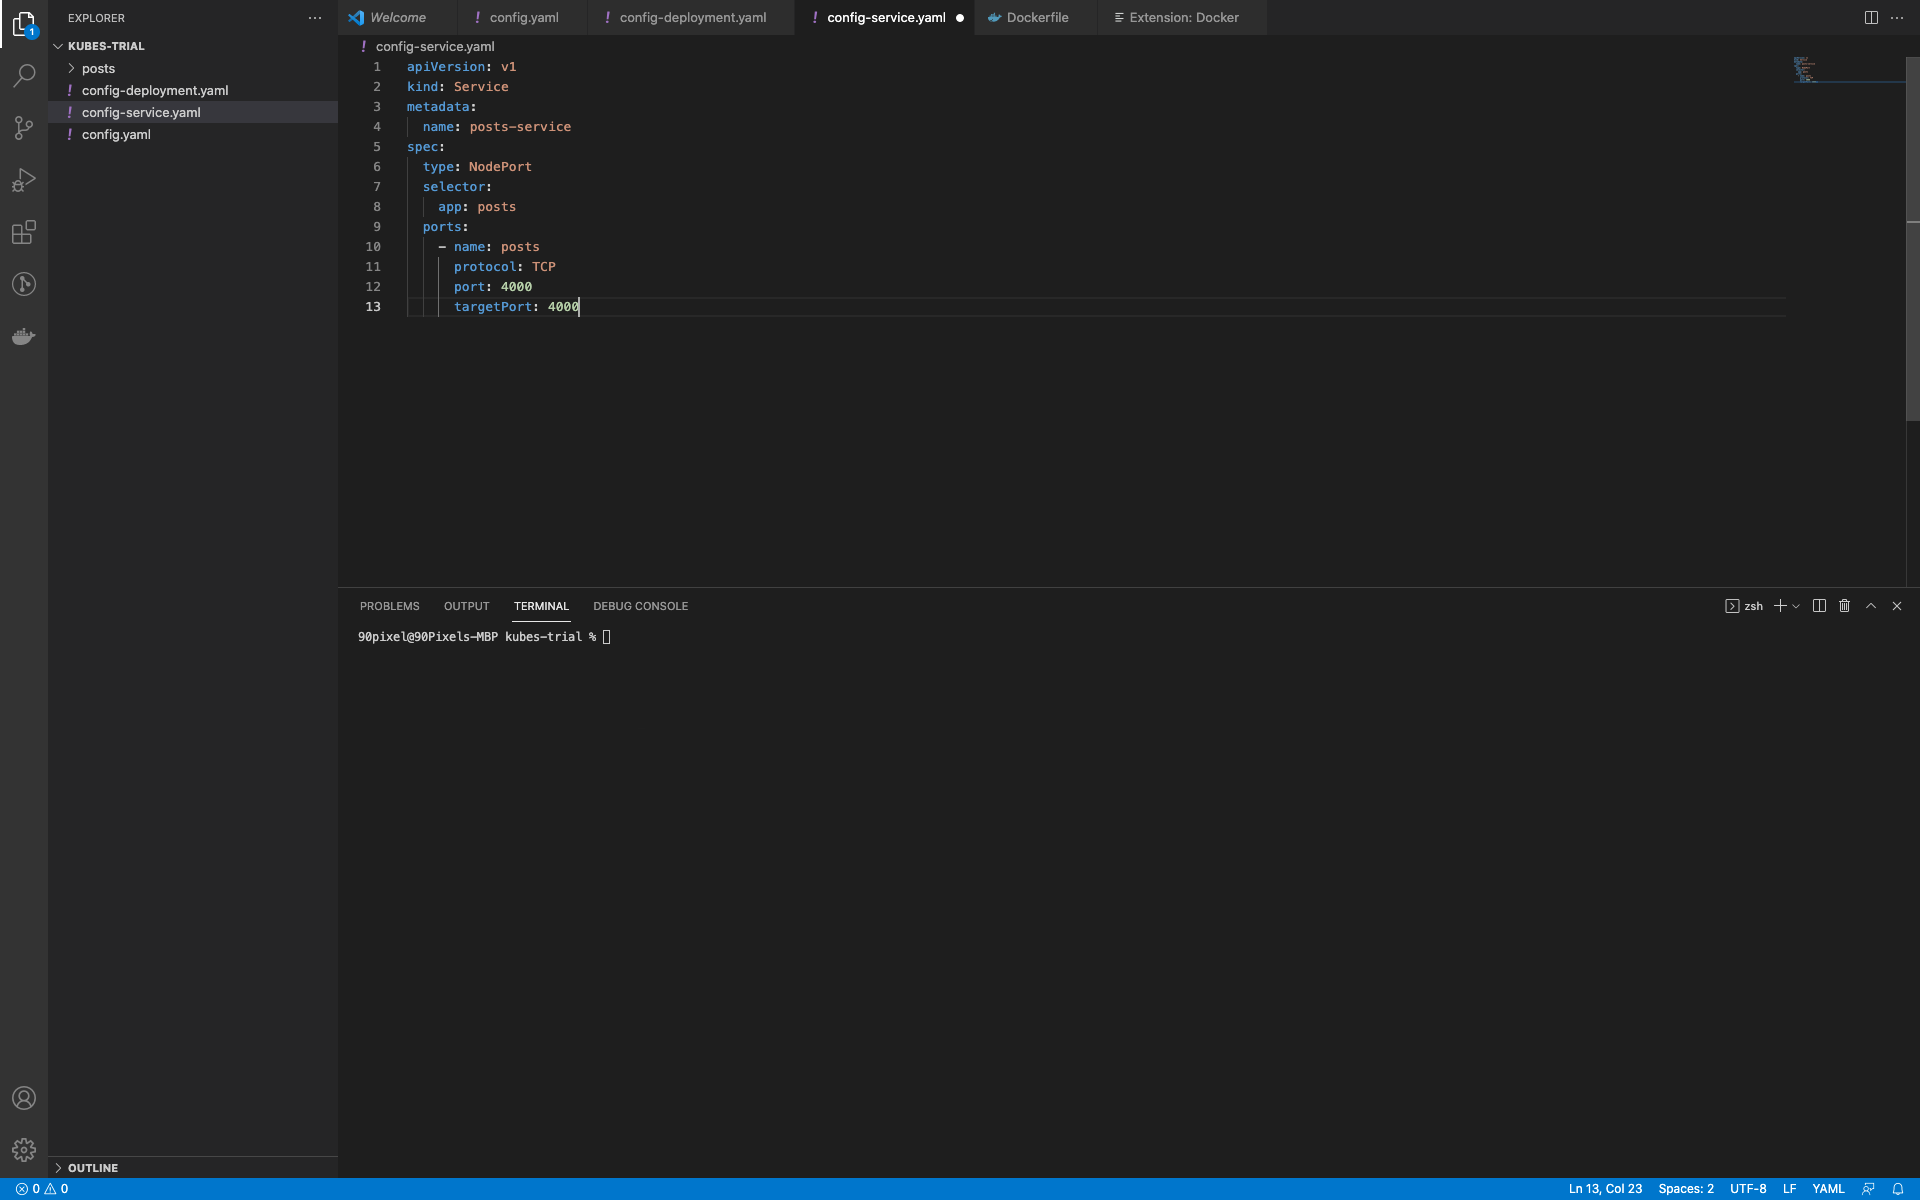 1
EXPLORER
KUBES-TRIAL
posts
! config-deployment.yaml
! config-service.yaml
! config.yaml
OUTLINE
Welcome
! config.yaml
! config-deployment.yaml
! config-service.yaml
Dockerfile
Extension: Docker
! config-service.yaml
1 apiVersion: v1
2 kind: Service
3 metadata:
4 name: posts-service
5 spec:
6 type: NodePort
7 selector:
8 app: posts
9 ports:
10 - name: posts
11 protocol: TCP
12 port: 4000
13 targetPort: 4000
PROBLEMS OUTPUT TERMINAL DEBUG CONSOLE
zsh
90pixel@90Pixels-MBP kubes-trial %
0 0
Ln 13, Col 23 Spaces: 2 UTF-8 LF YAML